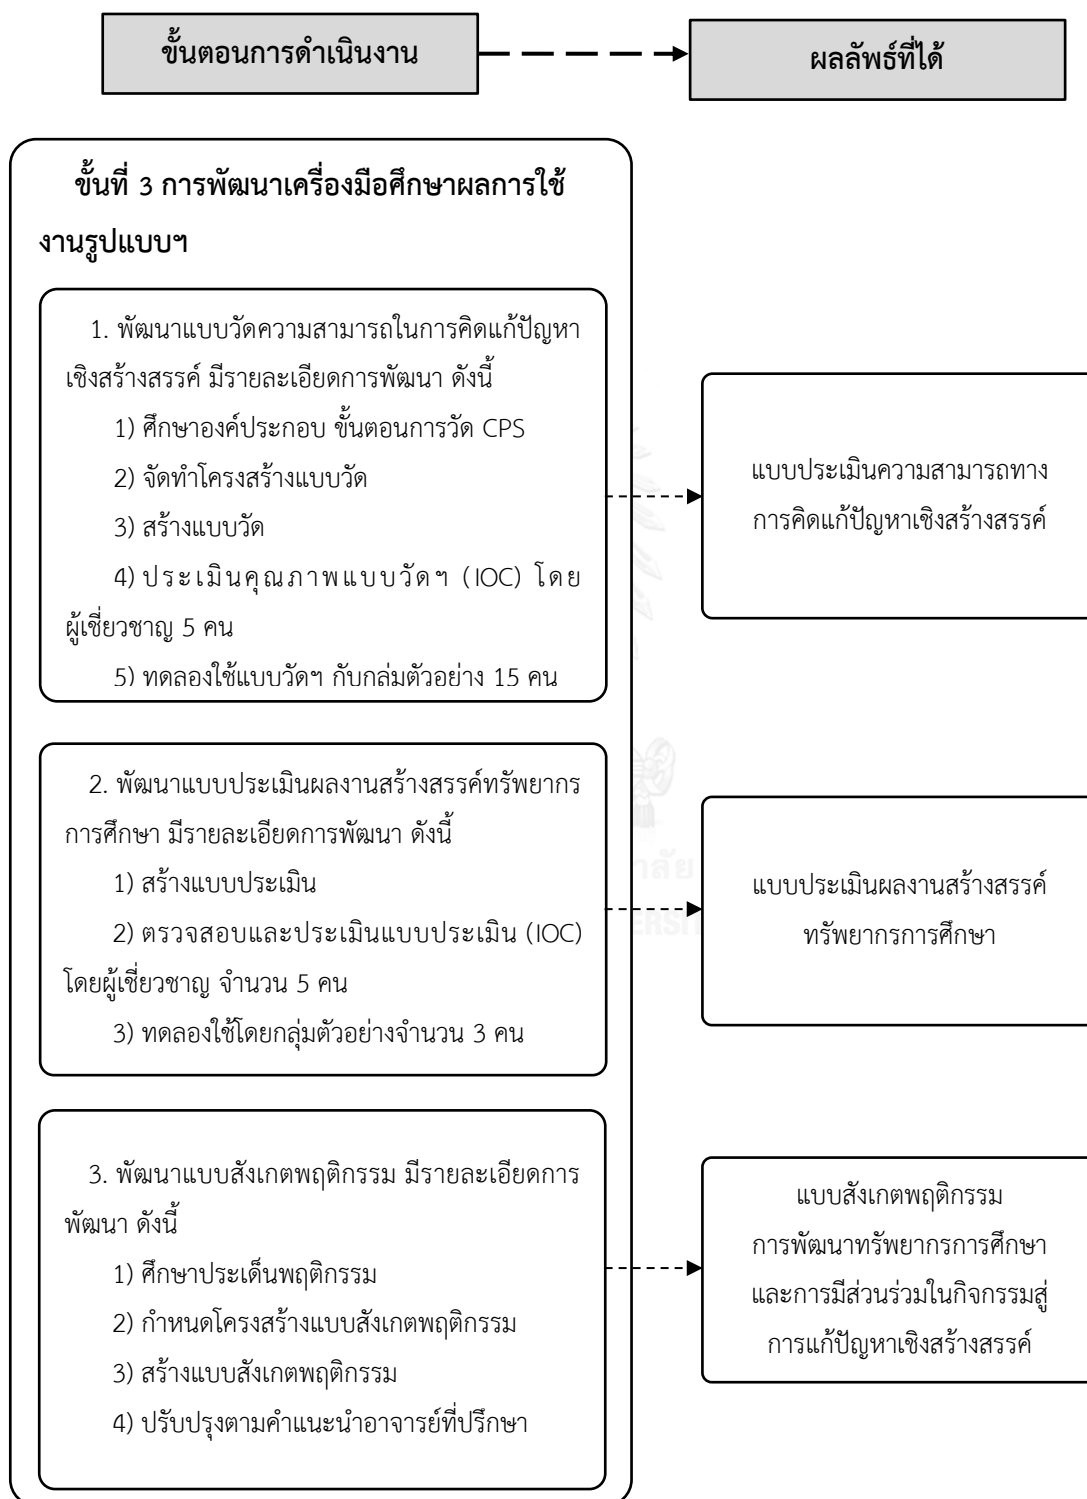 ขั้นตอนการดำเนินงาน
ผลลัพธ์ที่ได้
ขั้นที่ 3 การพัฒนาเครื่องมือศึกษาผลการใช้
งานรูปแบบฯ
1. พัฒนาแบบวัดความสามารถในการคิดแก้ปัญหา
เชิงสร้างสรรค์ มีรายละเอียดการพัฒนา ดังนี้
1) ศึกษาองค์ประกอบ ขั้นตอนการวัด CPS
2) จัดทำโครงสร้างแบบวัด
3) สร้างแบบวัด
4) ประเมินคุณภาพแบบวัดฯ (IOC) โดย
ผู้เชี่ยวชาญ 5 คน
5) ทดลองใช้แบบวัดฯ กับกลุ่มตัวอย่าง 15 คน
แบบประเมินความสามารถทาง
การคิดแก้ปัญหาเชิงสร้างสรรค์
2. พัฒนาแบบประเมินผลงานสร้างสรรค์ทรัพยากร
การศึกษา มีรายละเอียดการพัฒนา ดังนี้
1) สร้างแบบประเมิน
2) ตรวจสอบและประเมินแบบประเมิน (IOC)
โดยผู้เชี่ยวชาญ จำนวน 5 คน
3) ทดลองใช้โดยกลุ่มตัวอย่างจำนวน 3 คน
แบบประเมินผลงานสร้างสรรค์
ทรัพยากรการศึกษา
3. พัฒนาแบบสังเกตพฤติกรรม มีรายละเอียดการ
พัฒนา ดังนี้
1) ศึกษาประเด็นพฤติกรรม
2) กำหนดโครงสร้างแบบสังเกตพฤติกรรม
3) สร้างแบบสังเกตพฤติกรรม
4) ปรับปรุงตามคำแนะนำอาจารย์ที่ปรึกษา
แบบสังเกตพฤติกรรม
การพัฒนาทรัพยากรการศึกษา
และการมีส่วนร่วมในกิจกรรมสู่
การแก้ปัญหาเชิงสร้างสรรค์